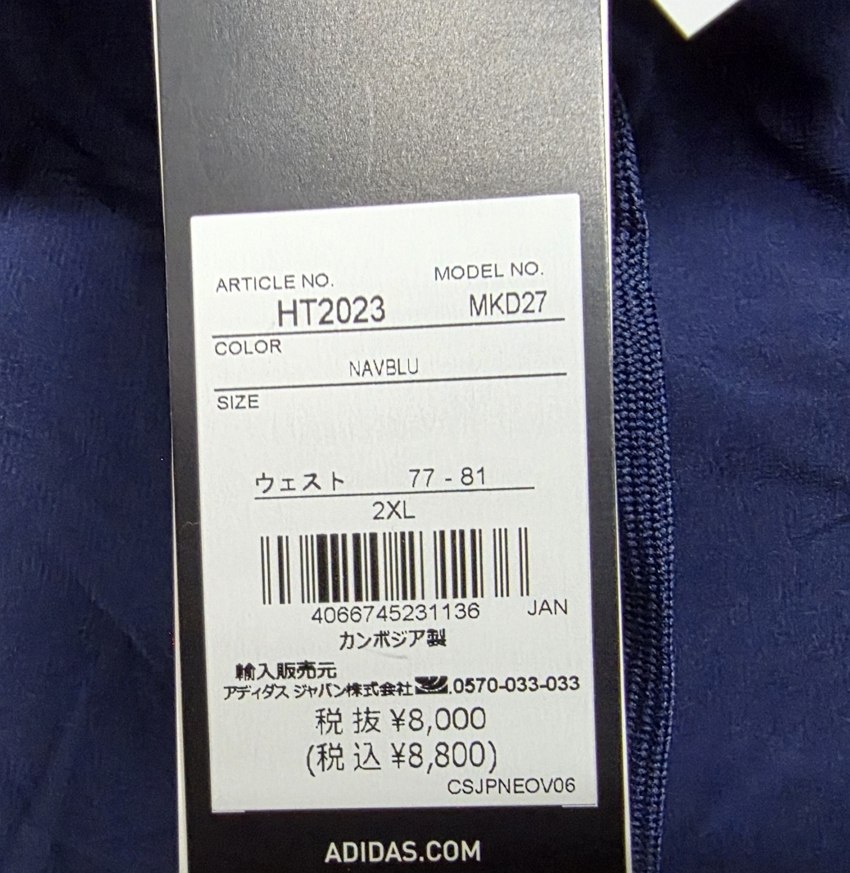 ARTICLE NO. MODEL NO.
HT2023 MKD27
COLOR
NAVBLU
SIZE
ウェスト 77 - 81
2XL
4066745231136 JAN
カンボジア製
輸入販売元
アディダス ジャパン株式会社 .0570-033-033
税 抜 ¥8,000
(税 込 ¥8,800)
CSJPNEOV06
ADIDAS.COM